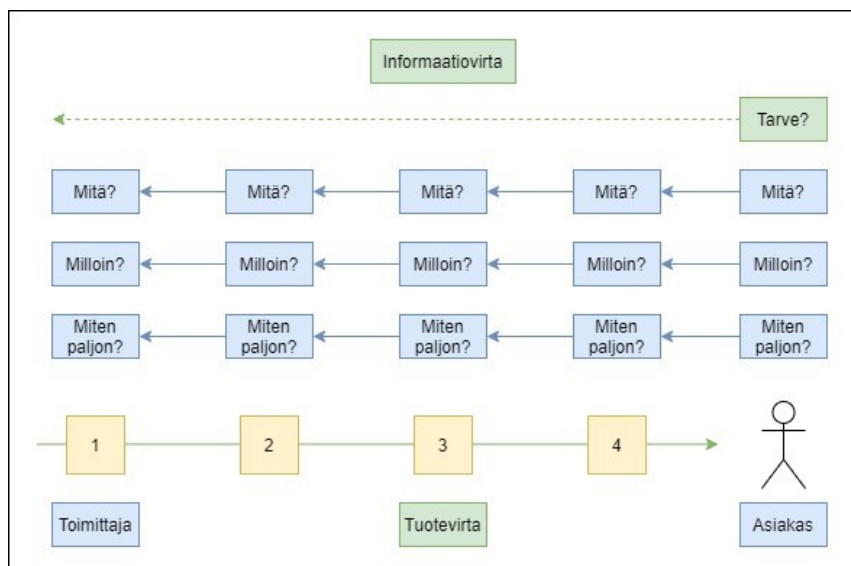 Informaatiovirta
Tarve?
Mitä? Mitä? Mitä? Mitä? Mitä?
Milloin? Milloin? Milloin? Milloin? Milloin?
Miten Miten Miten Miten Miten
paljon? paljon? paljon? paljon? paljon?
1 2 3 4
Toimittaja Tuotevirta Asiakas